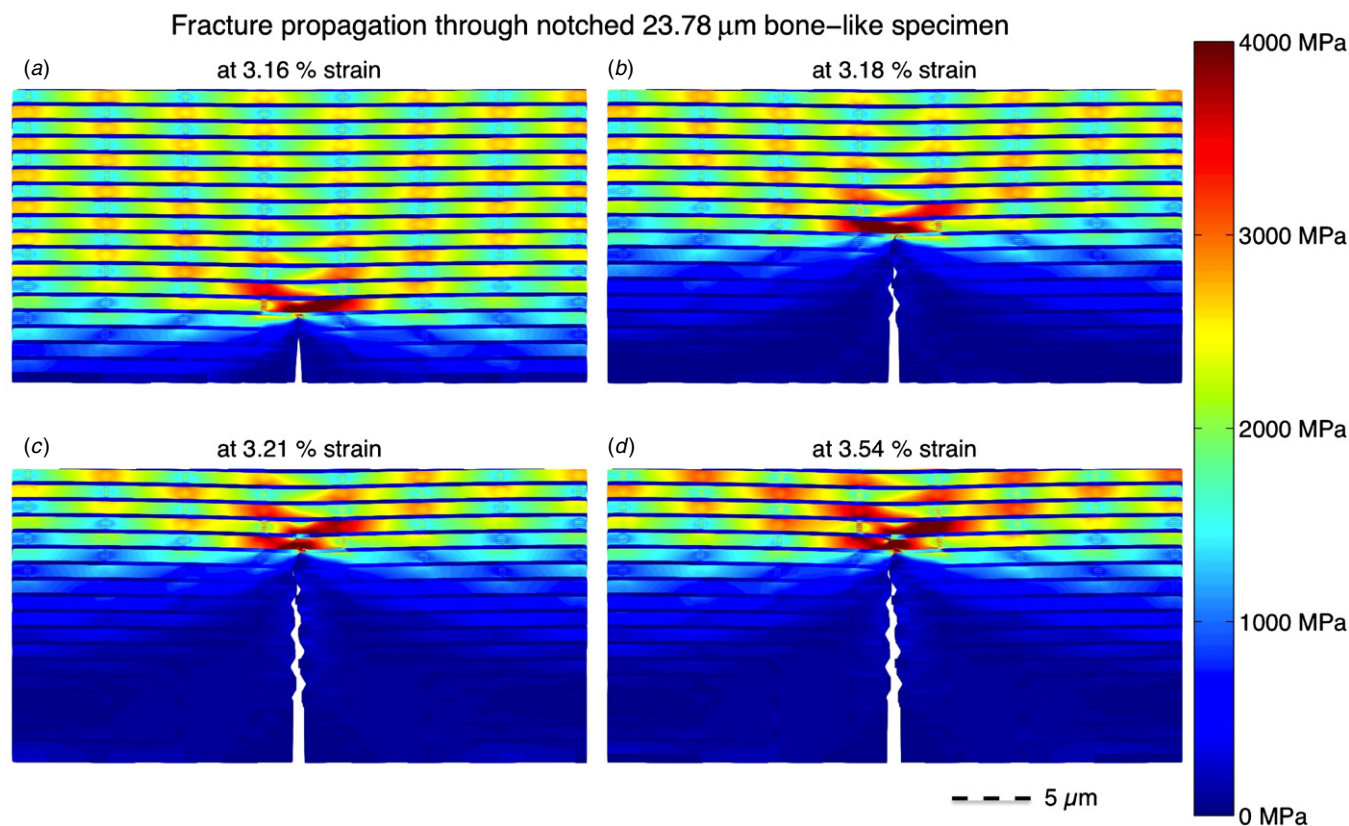 Fracture propagation through notched 23.78 μm bone−like specimen
(a)
at 3.16 % strain
(b)
at 3.18 % strain
4000 MPa
3000 MPa
2000 MPa
(c)
at 3.21 % strain
(d)
at 3.54 % strain
1000 MPa
5 μm
0 MPa